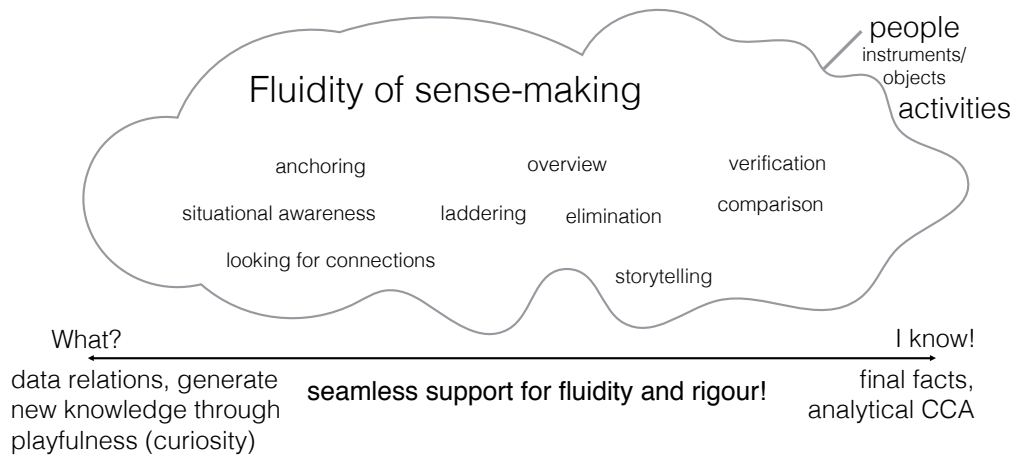 people
instruments/
objects
activities
Fluidity of sense-making
anchoring
overview
verification
situational awareness
laddering
elimination
comparison
looking for connections
storytelling
What?
I know!
data relations, generate
new knowledge through
playfulness (curiosity)
seamless support for fluidity and rigour!
final facts,
analytical CCA